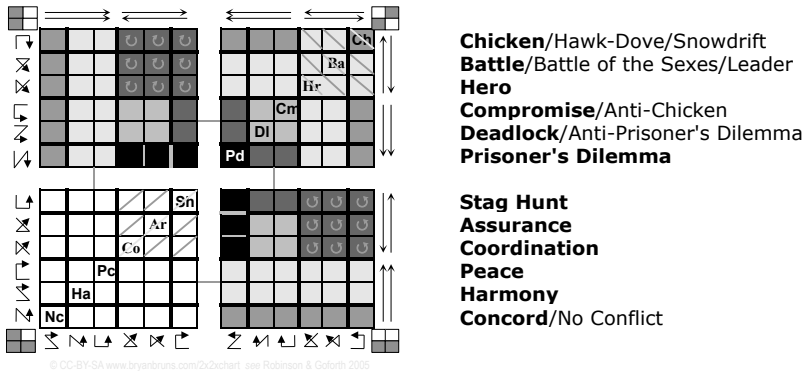 Ch
Ba
Hr
Cm
Dl
Pd
Sh
Ar
Co
Pc
Ha
Nc
Chicken/Hawk-Dove/Snowdrift
Battle/Battle of the Sexes/Leader
Hero
Compromise/Anti-Chicken
Deadlock/Anti-Prisoner's Dilemma
Prisoner's Dilemma
Stag Hunt
Assurance
Coordination
Peace
Harmony
Concord/No Conflict
© CC-BY-SA www.bryanbruns.com/2x2xchart see Robinson & Goforth 2005